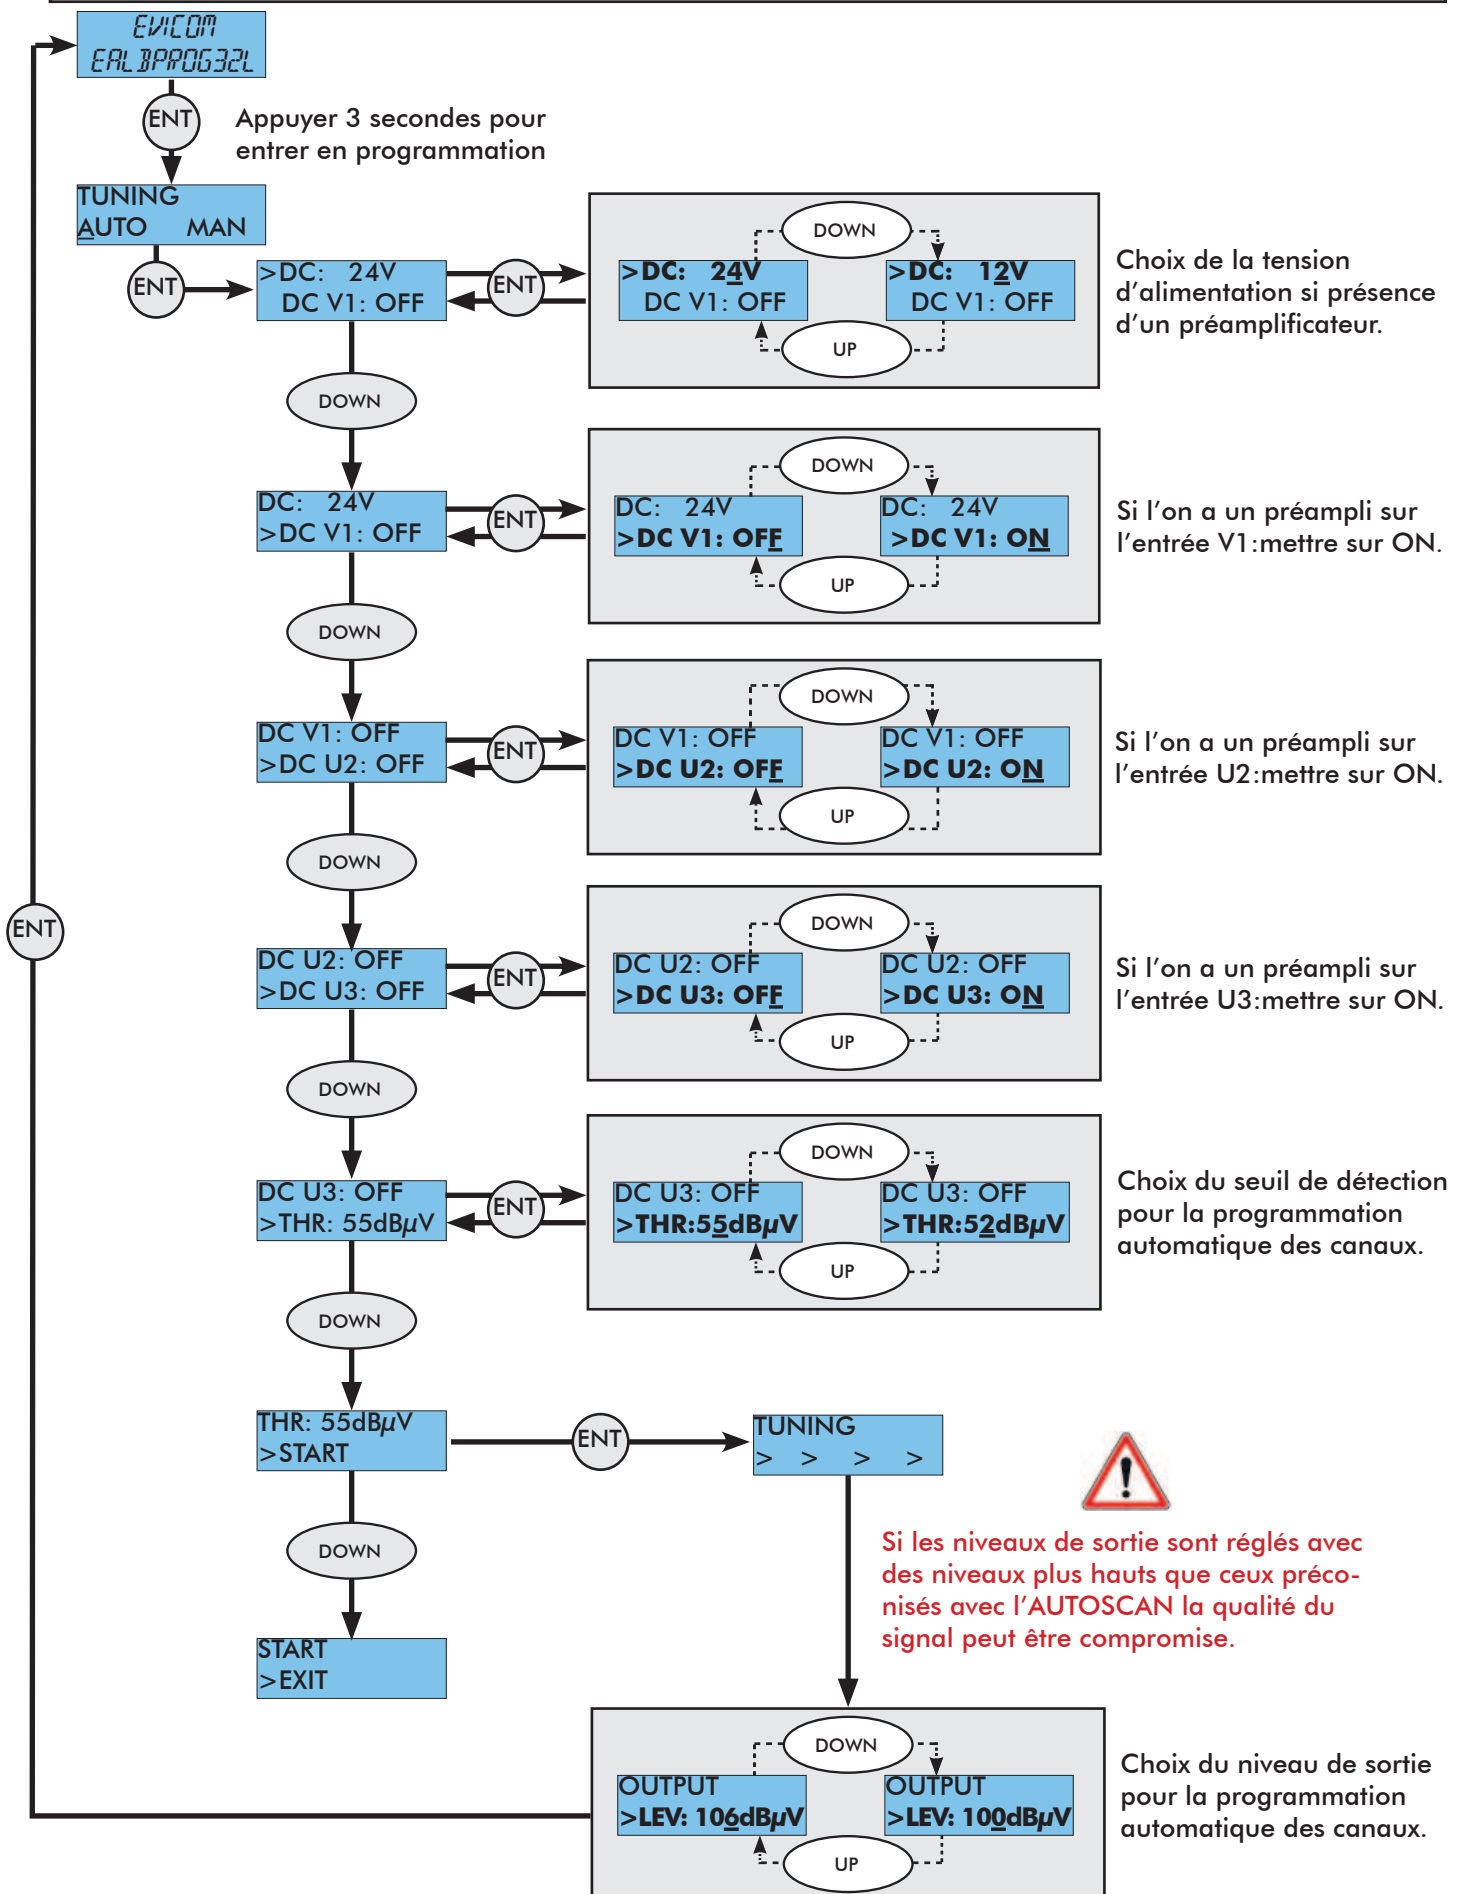 EVICOM
EALBPROG32L
ENT
Appuyer 3 secondes pour
entrer en programmation
TUNING
AUTO MAN
ENT
>DC: 24V
DC V1: OFF
ENT
DOWN
>DC: 24V
DC V1: OFF
>DC: 12V
DC V1: OFF
UP
Choix de la tension
d'alimentation si présence
d'un préamplificateur.
DOWN
DC: 24V
>DC V1: OFF
ENT
DOWN
DC: 24V
>DC V1: OFF
DC: 24V
>DC V1: ON
UP
Si l'on a un préampli sur
l'entrée V1:mettre sur ON.
DOWN
DC V1: OFF
>DC U2: OFF
ENT
DOWN
DC V1: OFF
>DC U2: OFF
DC V1: OFF
>DC U2: ON
UP
Si l'on a un préampli sur
l'entrée U2:mettre sur ON.
DOWN
ENT
DC U2: OFF
>DC U3: OFF
ENT
DOWN
DC U2: OFF
>DC U3: OFF
DC U2: OFF
>DC U3: ON
UP
Si l'on a un préampli sur
l'entrée U3:mettre sur ON.
DOWN
DC U3: OFF
>THR: 55dBµV
ENT
DOWN
DC U3: OFF
>THR:55dBµV
DC U3: OFF
>THR:52dBµV
UP
Choix du seuil de détection
pour la programmation
automatique des canaux.
DOWN
THR: 55dBµV
>START
ENT
TUNING
> > > >
DOWN
Si les niveaux de sortie sont réglés avec
des niveaux plus hauts que ceux préco-
nisés avec l'AUTOSCAN la qualité du
signal peut être compromise.
START
>EXIT
DOWN
OUTPUT
>LEV: 106dBµV
OUTPUT
>LEV: 100dBµV
UP
Choix du niveau de sortie
pour la programmation
automatique des canaux.